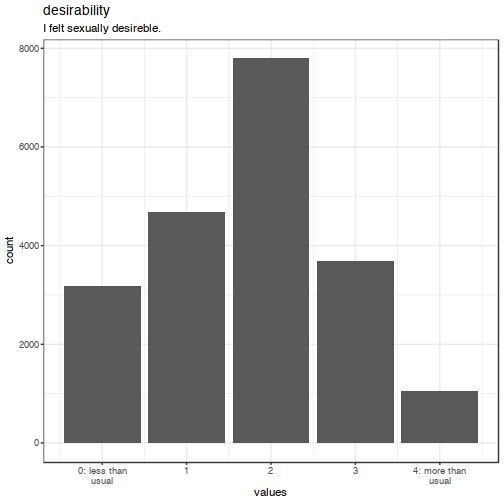 desirability
I felt sexually desireble.
8000
6000
4000
2000
0
count
0: less than
usual
1
2
3
4: more than
usual
values